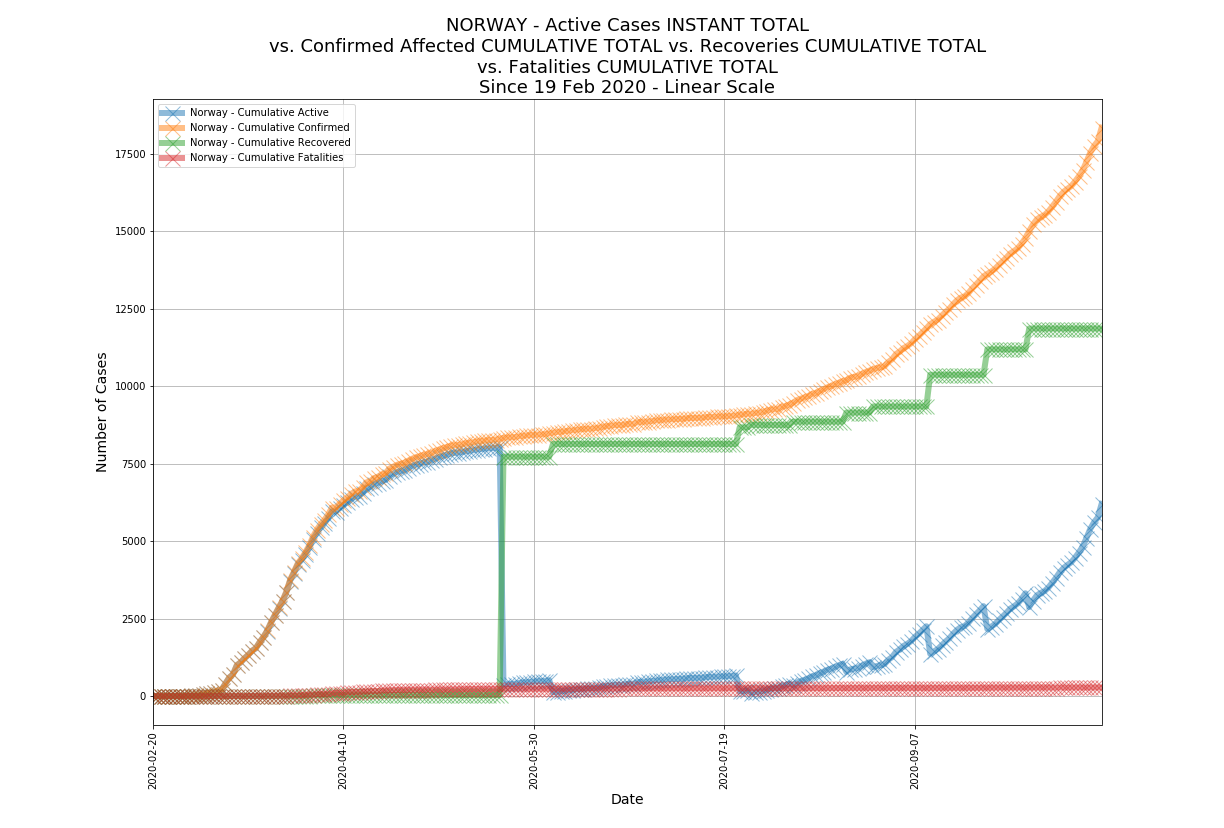 NORWAY - Active Cases INSTANT TOTAL
vs. Confirmed Affected CUMULATIVE TOTAL vs. Recoveries CUMULATIVE TOTAL
vs. Fatalities CUMULATIVE TOTAL
Since 19 Feb 2020 - Linear Scale
Norway - Cumulative Active
Norway - Cumulative Confirmed
Norway - Cumulative Recovered
Norway - Cumulative Fatalities
Number of Cases
17500
15000
12500
10000
7500
5000
2500
0
2020-02-20
2020-04-10
2020-05-30
2020-07-19
2020-09-07
Date